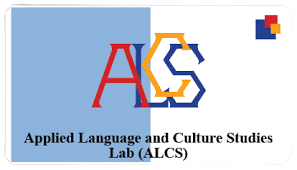 ALCS
Applied Language and Culture Studies
Lab (ALCS)